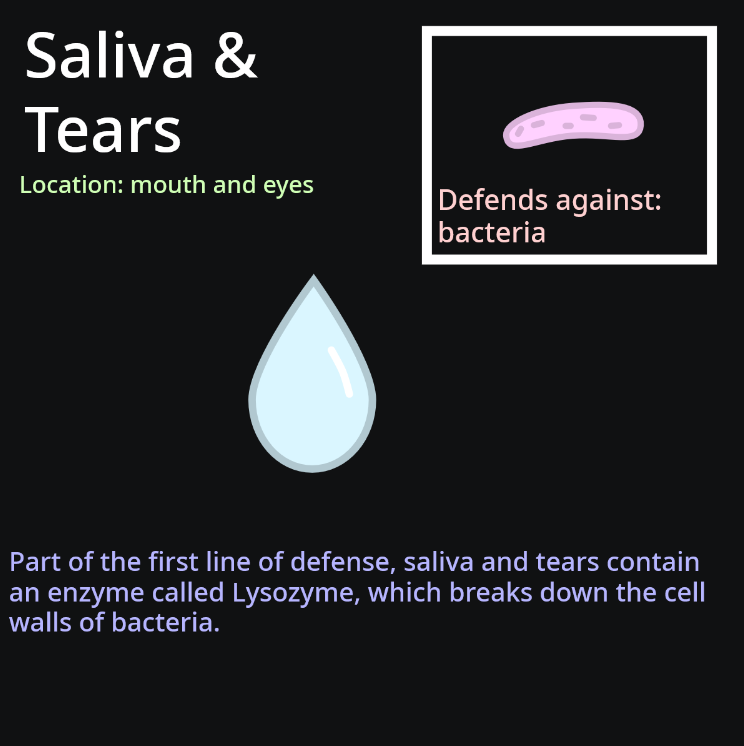 Saliva &
Tears
Location: mouth and eyes
Defends against:
bacteria
Part of the first line of defense, saliva and tears contain
an enzyme called Lysozyme, which breaks down the cell
walls of bacteria.